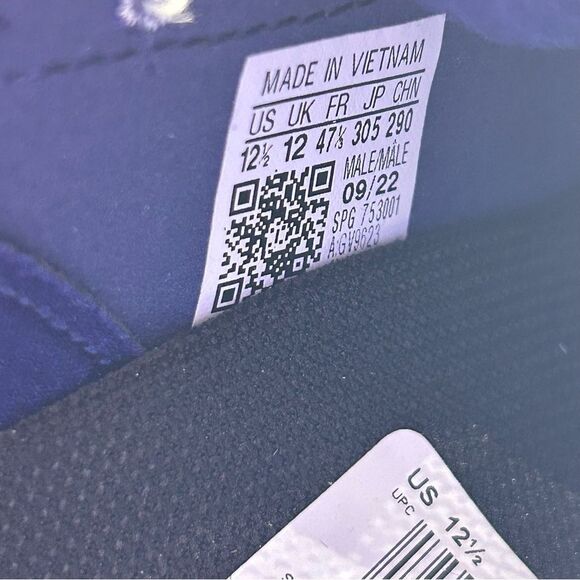 MADE IN VIETNAM
US UK FR JP CHN
12½ 12 47⅓ 305 290
MALE/MÂLE
09/22
SPG 753001
A:GV9623
US 12½
UPC
S